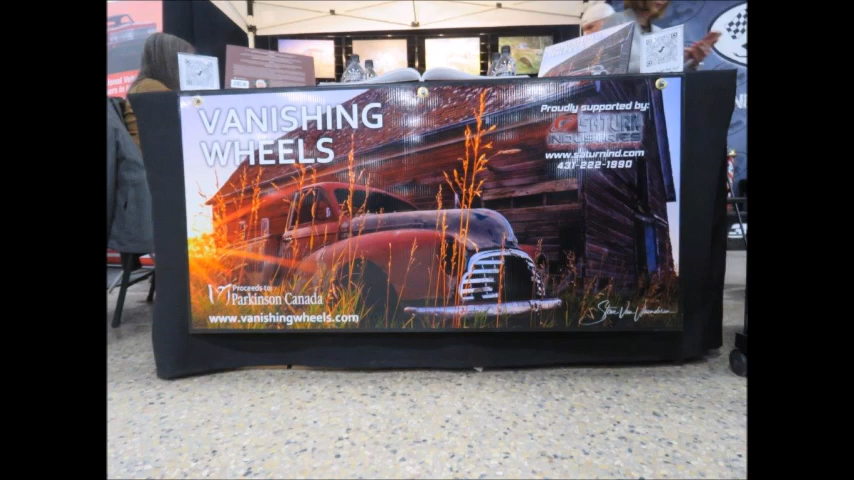 VANISHING
WHEELS
Proudly supported by:
SATURN
INDUSTRIES
www.saturnind.com
431-222-1990
Proceeds to:
Parkinson Canada
www.vanishingwheels.com